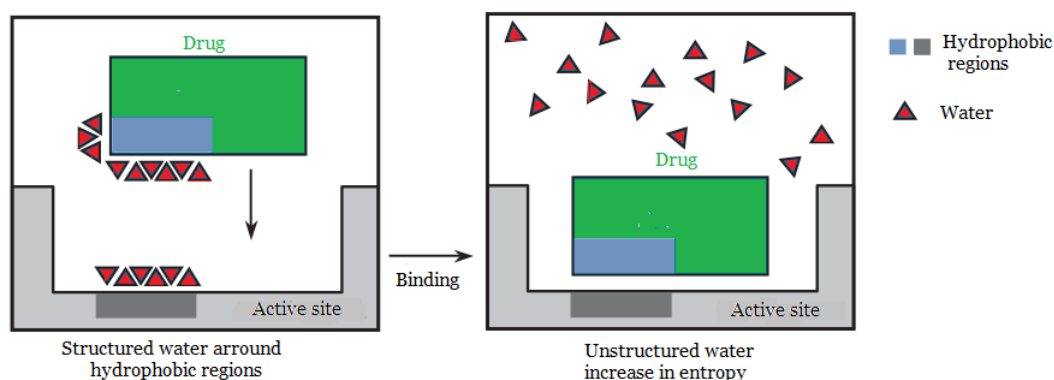 Drug
Active site
Structured water arround
hydrophobic regions
Binding
Drug
Active site
Unstructured water
increase in entropy
Hydrophobic
regions
Water